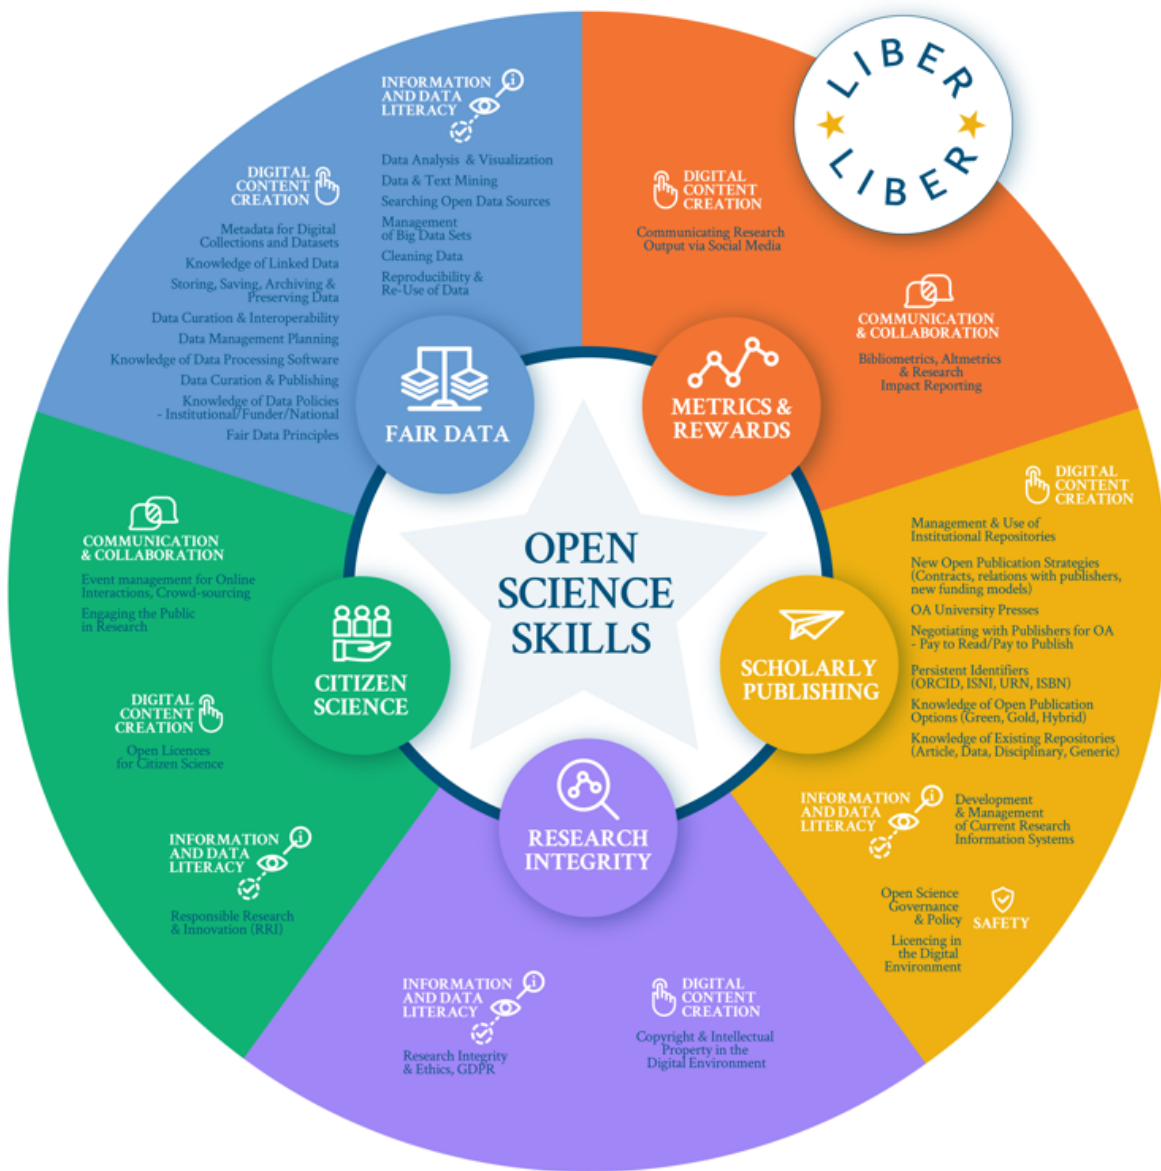 LIBER
LIBER
INFORMATION
AND DATA
LITERACY
Data Analysis & Visualization
Data & Text Mining
Searching Open Data Sources
Management
of Big Data Sets
Cleaning Data
Reproducibility &
Re-Use of Data
DIGITAL
CONTENT
CREATION
Metadata for Digital
Collections and Datasets
Knowledge of Linked Data
Storing, Saving, Archiving &
Preserving Data
Data Curation & Interoperability
Data Management Planning
Knowledge of Data Processing Software
Data Curation & Publishing
Knowledge of Data Policies
- Institutional/Funder/National
Fair Data Principles
FAIR DATA
DIGITAL
CONTENT
CREATION
Communicating Research
Output via Social Media
COMMUNICATION
& COLLABORATION
Bibliometrics, Altmetrics
& Research
Impact Reporting
METRICS &
REWARDS
OPEN
SCIENCE
SKILLS
DIGITAL
CONTENT
CREATION
Management & Use of
Institutional Repositories
New Open Publication Strategies
(Contracts, relations with publishers,
new funding models)
OA University Presses
Negotiating with Publishers for OA
- Pay to Read/Pay to Publish
Persistent Identifiers
(ORCID, ISNI, URN, ISBN)
Knowledge of Open Publication
Options (Green, Gold, Hybrid)
Knowledge of Existing Repositories
(Article, Data, Disciplinary, Generic)
SCHOLARLY
PUBLISHING
INFORMATION
AND DATA
LITERACY
Development
& Management
of Current Research
Information Systems
Open Science
Governance
& Policy
Licencing in
the Digital
Environment
SAFETY
COMMUNICATION
& COLLABORATION
Event management for Online
Interactions, Crowd-sourcing
Engaging the Public
in Research
CITIZEN
SCIENCE
DIGITAL
CONTENT
CREATION
Open Licences
for Citizen Science
INFORMATION
AND DATA
LITERACY
Responsible Research
& Innovation (RRI)
RESEARCH
INTEGRITY
INFORMATION
AND DATA
LITERACY
Research Integrity
& Ethics, GDPR
DIGITAL
CONTENT
CREATION
Copyright & Intellectual
Property in the
Digital Environment